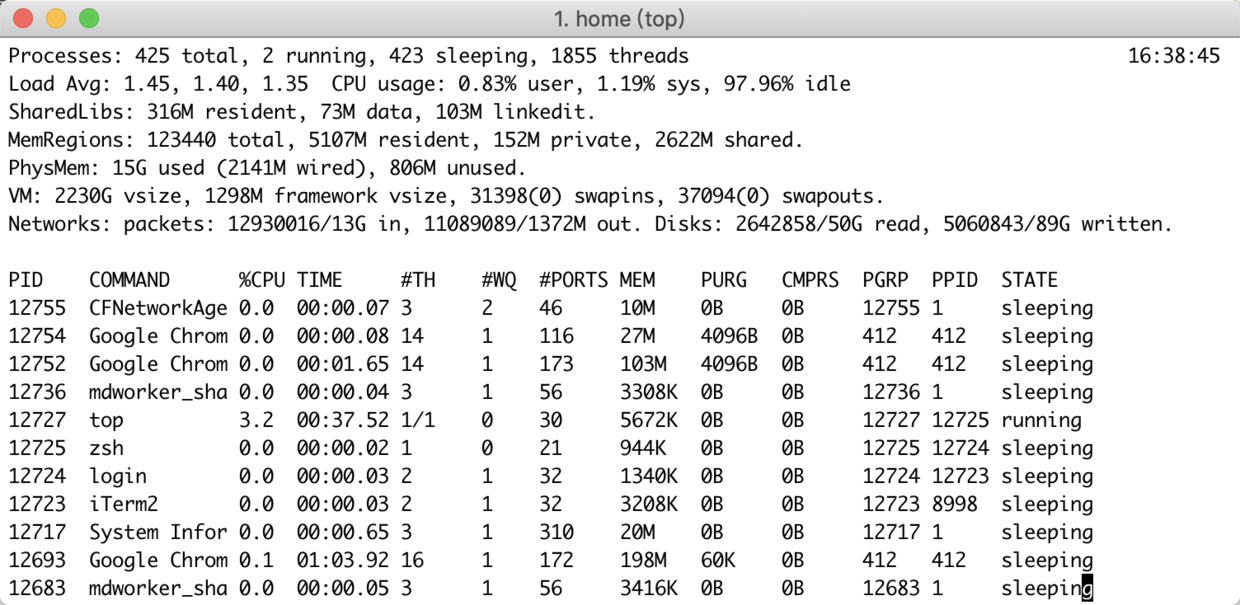 1. home (top)
Processes: 425 total, 2 running, 423 sleeping, 1855 threads 16:38:45
Load Avg: 1.45, 1.40, 1.35 CPU usage: 0.83% user, 1.19% sys, 97.96% idle
SharedLibs: 316M resident, 73M data, 103M linkedit.
MemRegions: 123440 total, 5107M resident, 152M private, 2622M shared.
PhysMem: 15G used (2141M wired), 806M unused.
VM: 2230G vsize, 1298M framework vsize, 31398(0) swapins, 37094(0) swapouts.
Networks: packets: 12930016/13G in, 11089089/1372M out. Disks: 2642858/50G read, 5060843/89G written.
PID COMMAND %CPU TIME #TH #WQ #PORTS MEM PURG CMPRS PGRP PPID STATE
12755 CFNetworkAge 0.0 00:00.07 3 2 46 10M 0B 0B 12755 1 sleeping
12754 Google Chrom 0.0 00:00.08 14 1 116 27M 4096B 0B 412 412 sleeping
12752 Google Chrom 0.0 00:01.65 14 1 173 103M 4096B 0B 412 412 sleeping
12736 mdworker_sha 0.0 00:00.04 3 1 56 3308K 0B 0B 12736 1 sleeping
12727 top 3.2 00:37.52 1/1 0 30 5672K 0B 0B 12727 12725 running
12725 zsh 0.0 00:00.02 1 0 21 944K 0B 0B 12725 12724 sleeping
12724 login 0.0 00:00.03 2 1 32 1340K 0B 0B 12724 12723 sleeping
12723 iTerm2 0.0 00:00.03 2 1 32 3208K 0B 0B 12723 8998 sleeping
12717 System Infor 0.0 00:00.65 3 1 310 20M 0B 0B 12717 1 sleeping
12693 Google Chrom 0.1 01:03.92 16 1 172 198M 60K 0B 412 412 sleeping
12683 mdworker_sha 0.0 00:00.05 3 1 56 3416K 0B 0B 12683 1 sleeping